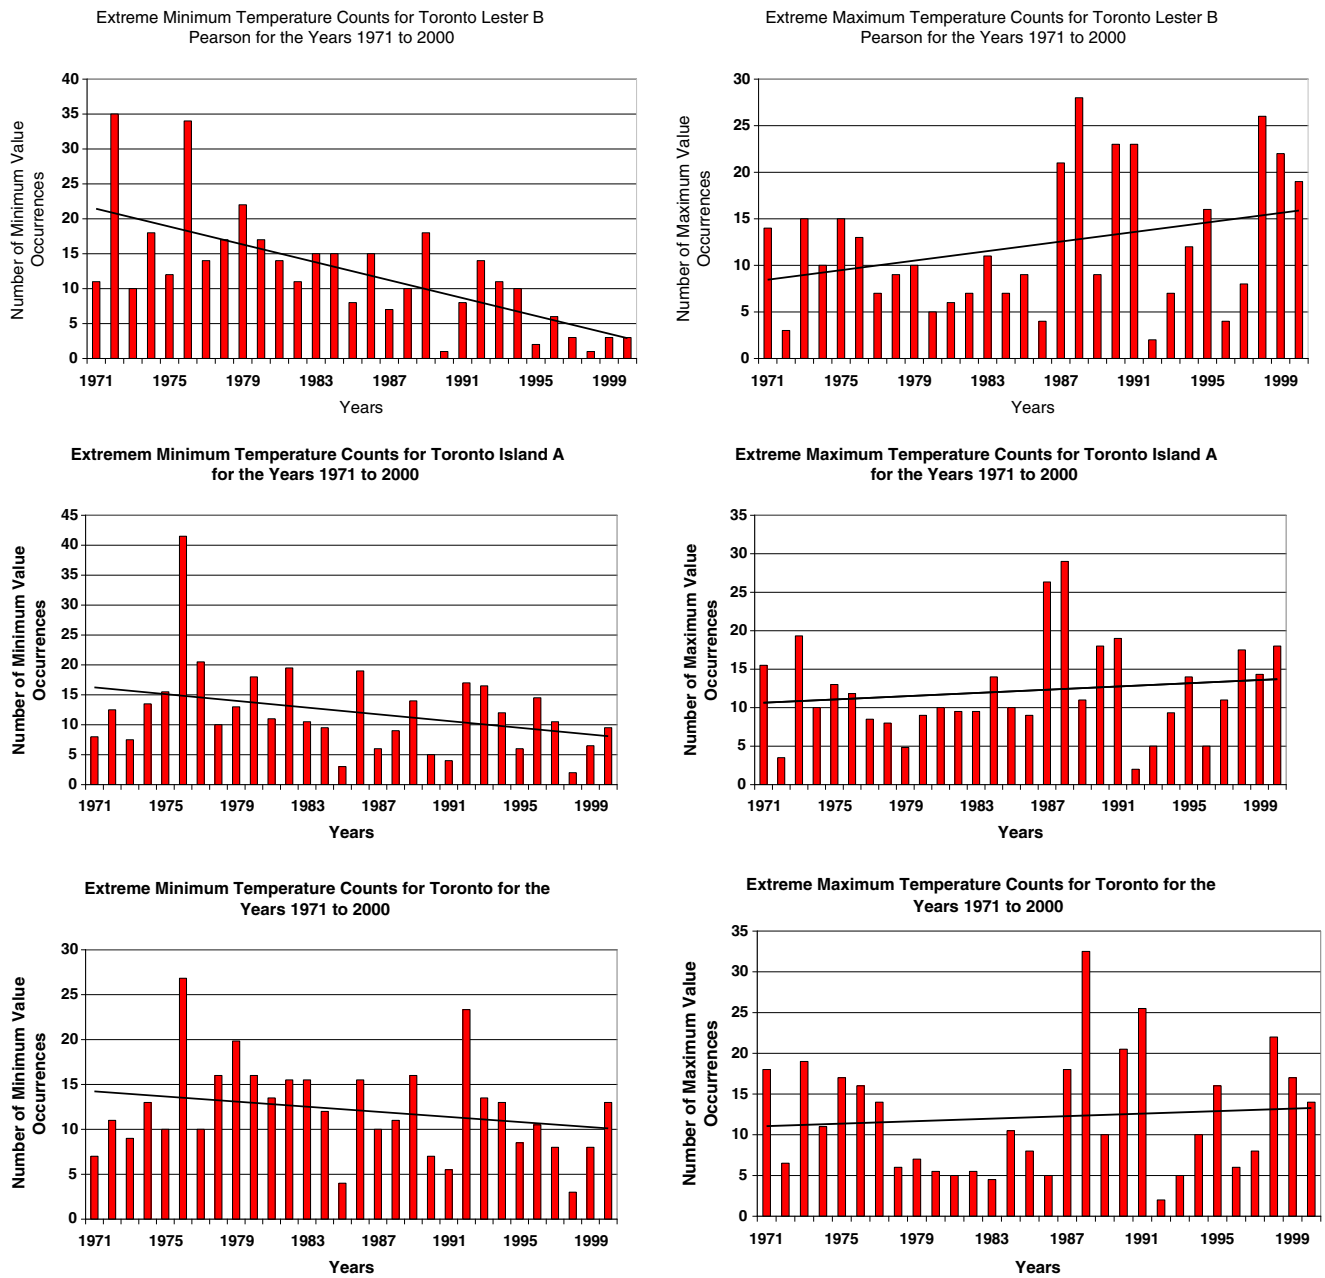 Extreme Minimum Temperature Counts for Toronto Lester B
Pearson for the Years 1971 to 2000
Number of Minimum Value
Occurrences
40
35
30
25
20
15
10
5
0
1971 1975 1979 1983 1987 1991 1995 1999
Years
Extreme Maximum Temperature Counts for Toronto Lester B
Pearson for the Years 1971 to 2000
Number of Maximum Value
Occurrences
30
25
20
15
10
5
0
1971 1975 1979 1983 1987 1991 1995 1999
Years
Extremem Minimum Temperature Counts for Toronto Island A
for the Years 1971 to 2000
Number of Minimum Value
Occurrences
45
40
35
30
25
20
15
10
5
0
1971 1975 1979 1983 1987 1991 1995 1999
Years
Extreme Maximum Temperature Counts for Toronto Island A
for the Years 1971 to 2000
Number of Maximum Value
Occurrences
35
30
25
20
15
10
5
0
1971 1975 1979 1983 1987 1991 1995 1999
Years
Extreme Minimum Temperature Counts for Toronto for the
Years 1971 to 2000
Number of Minimum Value
Occurrences
30
25
20
15
10
5
0
1971 1975 1979 1983 1987 1991 1995 1999
Years
Extreme Maximum Temperature Counts for Toronto for the
Years 1971 to 2000
Number of Maximum Value
Occurrences
35
30
25
20
15
10
5
0
1971 1975 1979 1983 1987 1991 1995 1999
Years